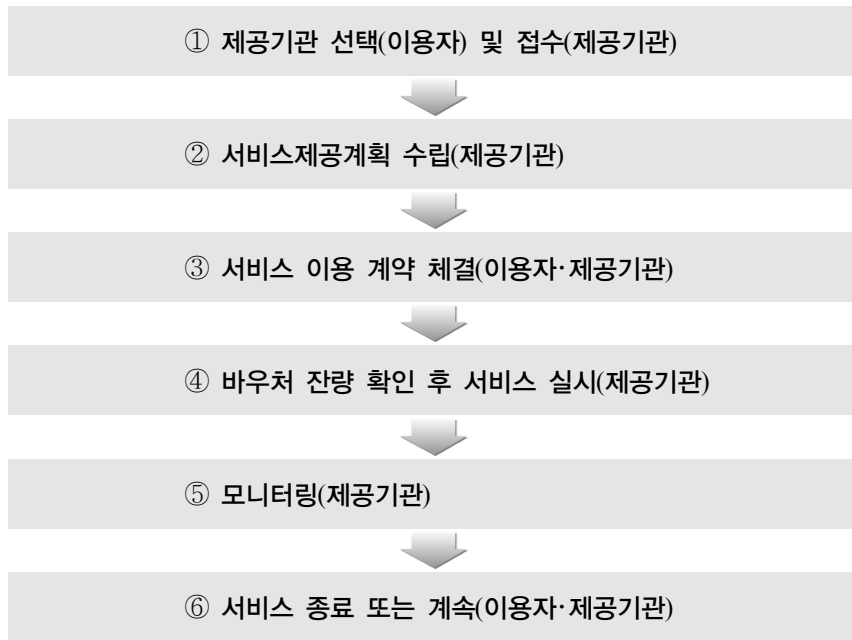 ① 제공기관 선택(이용자) 및 접수(제공기관)
② 서비스제공계획 수립(제공기관)
③ 서비스 이용 계약 체결(이용자·제공기관)
④ 바우처 잔량 확인 후 서비스 실시(제공기관)
⑤ 모니터링(제공기관)
⑥ 서비스 종료 또는 계속(이용자·제공기관)